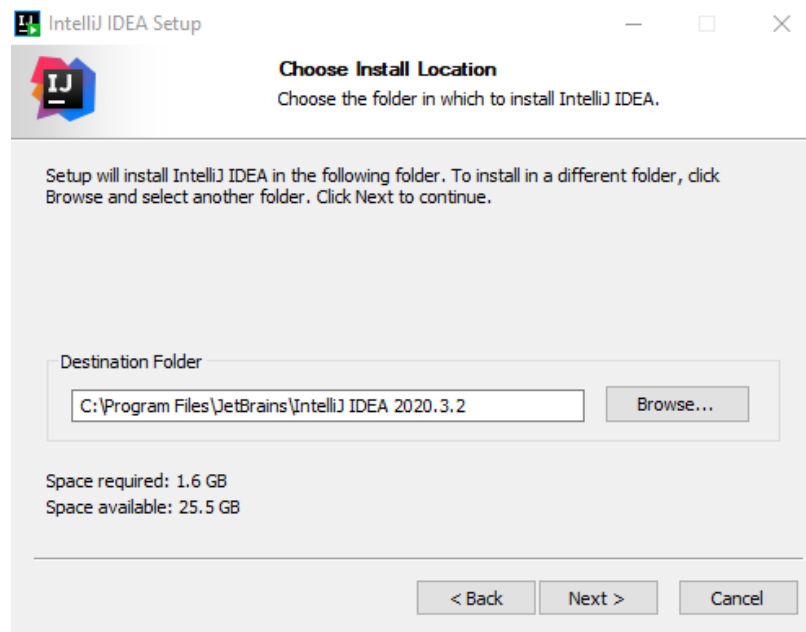 IntelliJ IDEA Setup
IJ
Choose Install Location
Choose the folder in which to install IntelliJ IDEA.
Setup will install IntelliJ IDEA in the following folder. To install in a different folder, click
Browse and select another folder. Click Next to continue.
Destination Folder
C:\Program Files\JetBrains\IntelliJ IDEA 2020.3.2
Browse...
Space required: 1.6 GB
Space available: 25.5 GB
< Back
Next >
Cancel